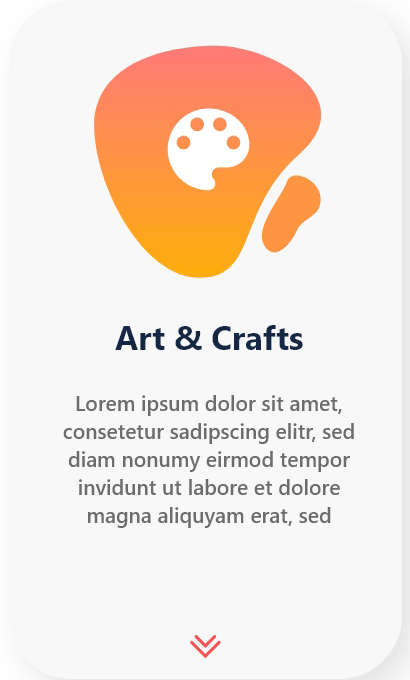 Art & Crafts
Lorem ipsum dolor sit amet,
consetetur sadipscing elitr, sed
diam nonumy eirmod tempor
invidunt ut labore et dolore
magna aliquyam erat, sed